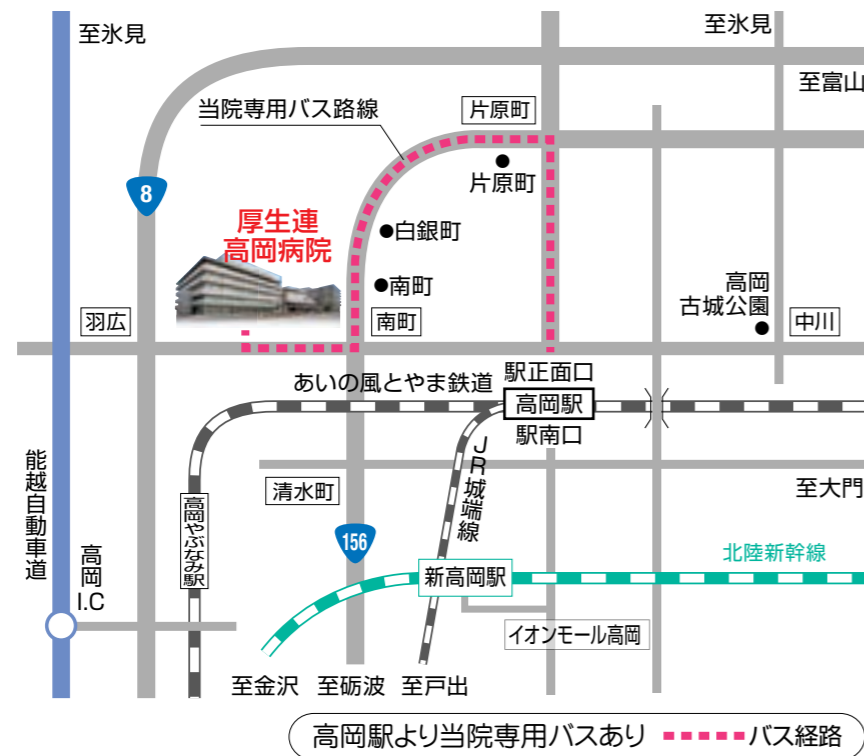 至氷見
至氷見
至富山
当院専用バス路線
片原町
片原町
8
厚生連
高岡病院
白銀町
南町
高岡
古城公園
羽広
南町
中川
あいの風とやま鉄道
駅正面口
高岡駅
駅南口
JR城端線
能越自動車道
清水町
至大門
高岡やぶなみ駅
156
北陸新幹線
高岡
I.C
新高岡駅
イオンモール高岡
至金沢
至砺波
至戸出
高岡駅より当院専用バスあり
バス経路